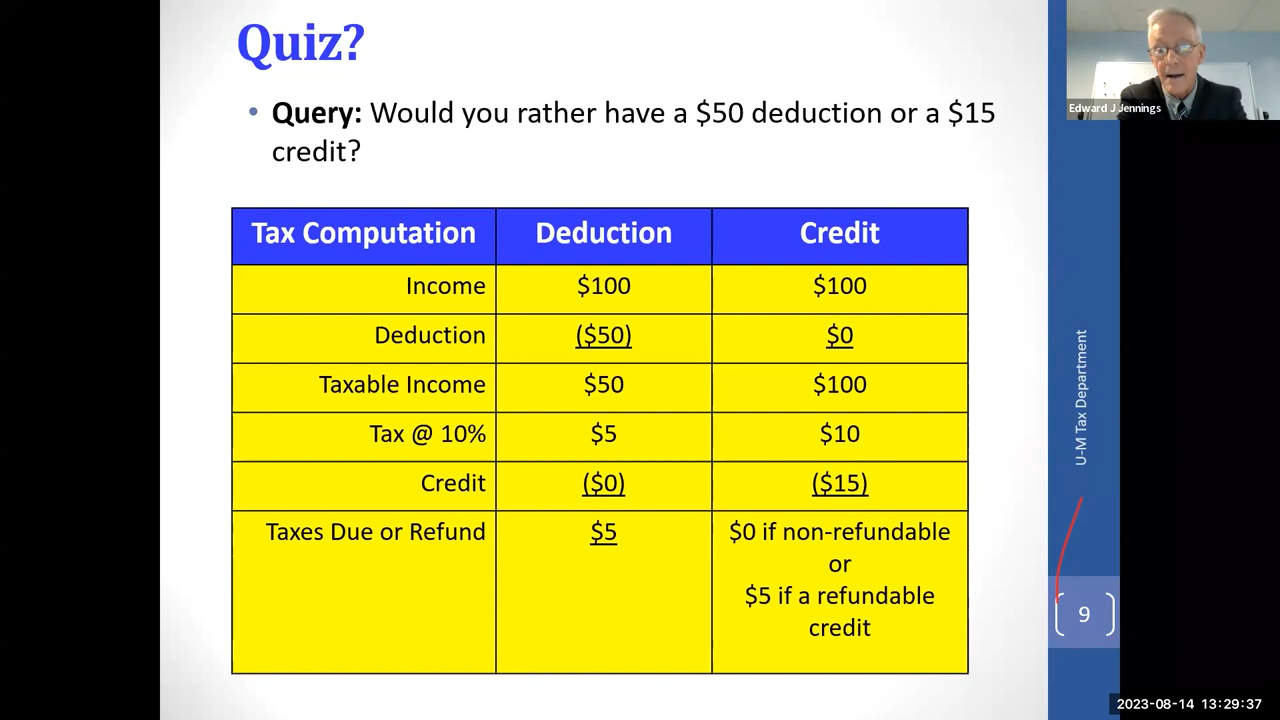 Quiz?
• Query: Would you rather have a $50 deduction or a $15
credit?
Tax Computation Deduction Credit
Income $100 $100
Deduction ($50) $0
Taxable Income $50 $100
Tax @ 10% $5 $10
Credit ($0) ($15)
Taxes Due or Refund $5 $0 if non-refundable
or
$5 if a refundable
credit
Edward J Jennings
U-M Tax Department
9
2023-08-14 13:29:37